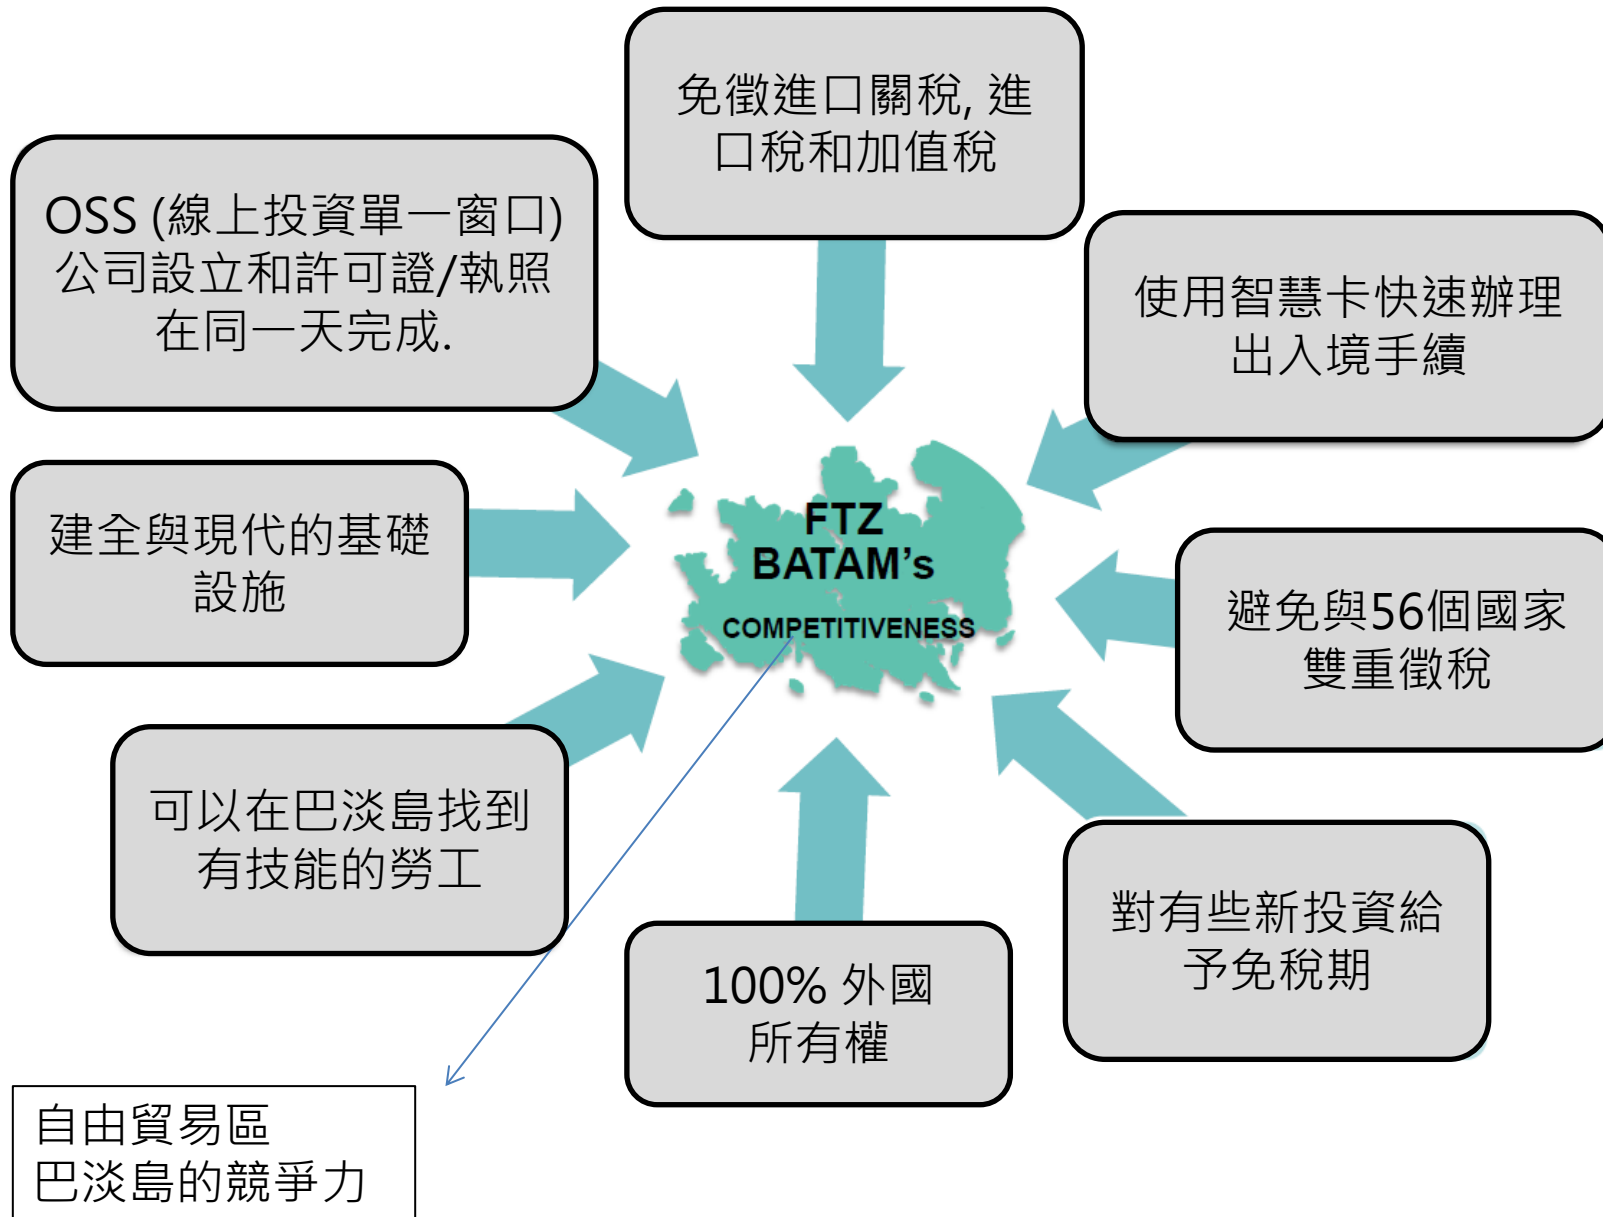 免徵進口關稅, 進
口稅和加值稅
OSS (線上投資單一窗口)
公司設立和許可證/執照
在同一天完成.
使用智慧卡快速辦理
出入境手續
建全與現代的基礎
設施
FTZ
BATAM's
COMPETITIVENESS
避免與56個國家
雙重徵稅
可以在巴淡島找到
有技能的勞工
對有些新投資給
予免稅期
100% 外國
所有權
自由貿易區
巴淡島的競爭力